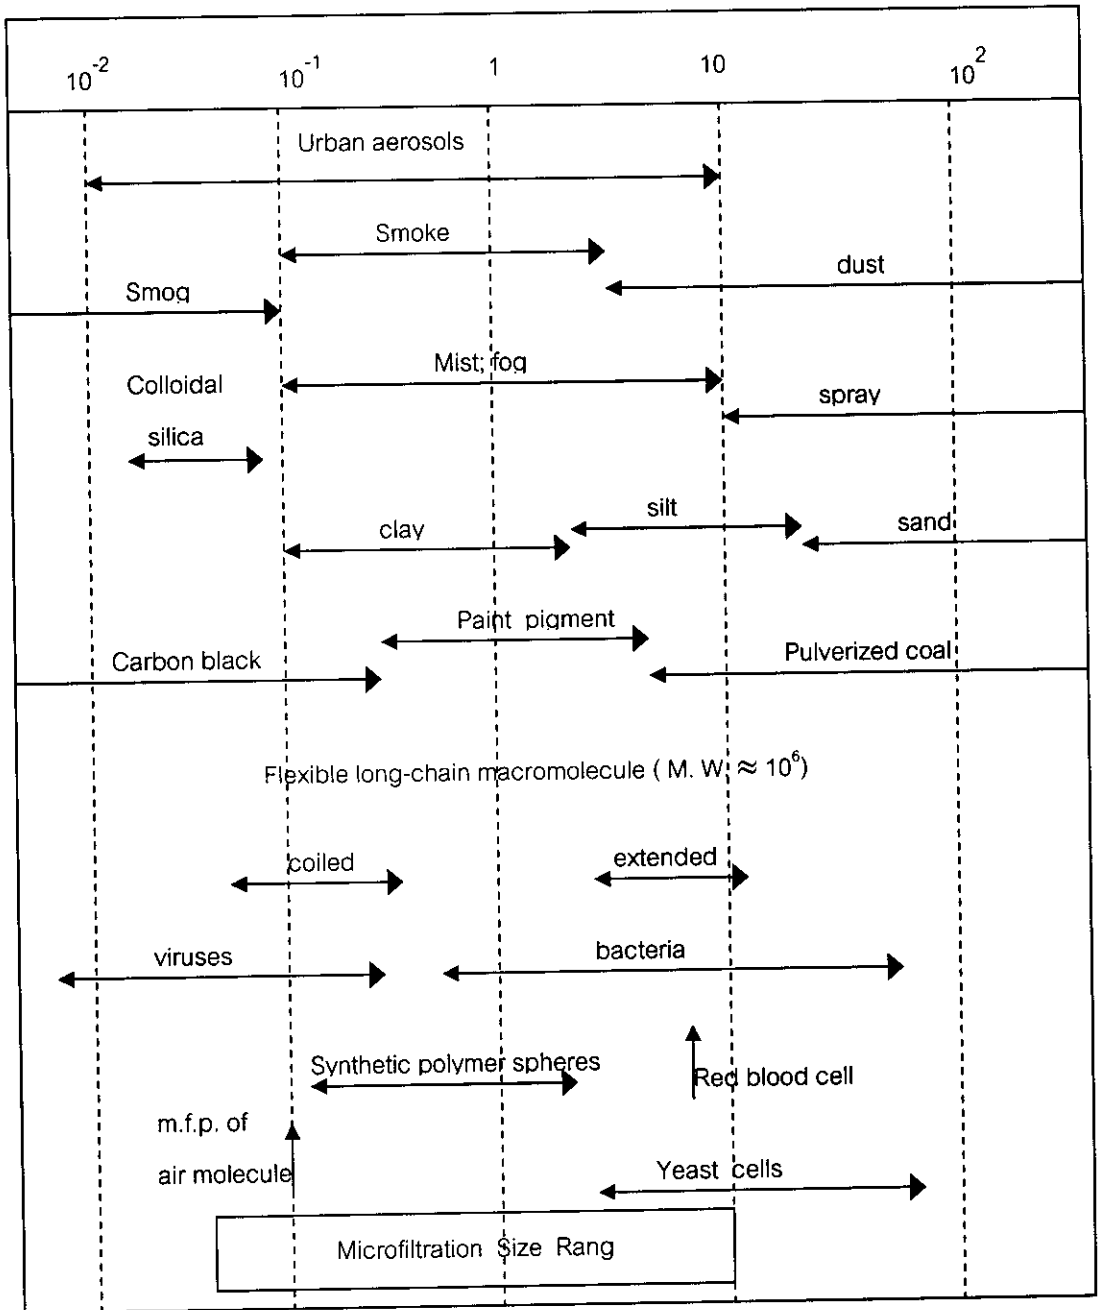 10^-2 10^-1 1 10 10^2
Urban aerosols
Smoke
dust
Smog
Mist; fog
Colloidal
spray
silica
silt
clay
sand
Paint pigment
Carbon black
Pulverized coal
Flexible long-chain macromolecule ( M. W. ≈ 10^6)
coiled
extended
viruses
bacteria
Synthetic polymer spheres
Red blood cell
m.f.p. of
air molecule
Yeast cells
Microfiltration Size Rang